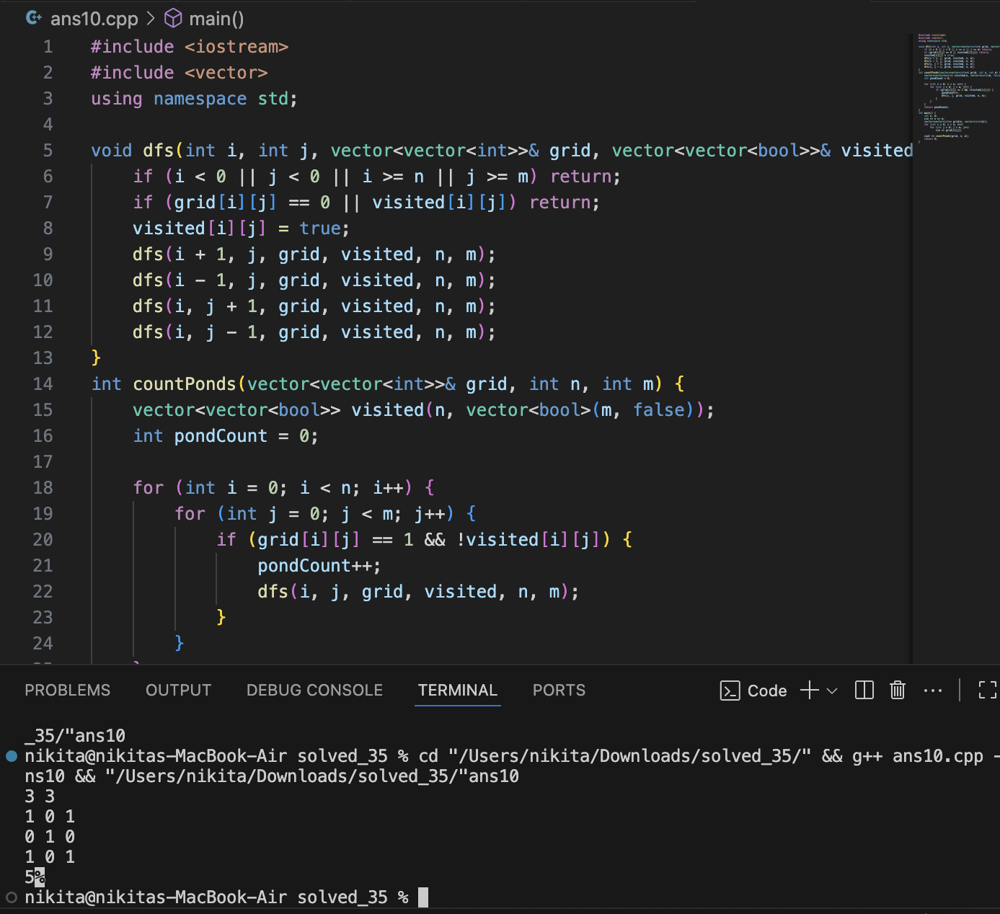 ans10.cpp > main()
1 #include <iostream>
2 #include <vector>
3 using namespace std;
4
5 void dfs(int i, int j, vector<vector<int>>& grid, vector<vector<bool>>& visited
6     if (i < 0 || j < 0 || i >= n || j >= m) return;
7     if (grid[i][j] == 0 || visited[i][j]) return;
8     visited[i][j] = true;
9     dfs(i + 1, j, grid, visited, n, m);
10     dfs(i - 1, j, grid, visited, n, m);
11     dfs(i, j + 1, grid, visited, n, m);
12     dfs(i, j - 1, grid, visited, n, m);
13 }
14 int countPonds(vector<vector<int>>& grid, int n, int m) {
15     vector<vector<bool>> visited(n, vector<bool>(m, false));
16     int pondCount = 0;
17
18     for (int i = 0; i < n; i++) {
19         for (int j = 0; j < m; j++) {
20             if (grid[i][j] == 1 && !visited[i][j]) {
21                 pondCount++;
22                 dfs(i, j, grid, visited, n, m);
23             }
24         }
PROBLEMS OUTPUT DEBUG CONSOLE TERMINAL PORTS Code
_35/"ans10
nikita@nikitas-MacBook-Air solved_35 % cd "/Users/nikita/Downloads/solved_35/" && g++ ans10.cpp -
ns10 && "/Users/nikita/Downloads/solved_35/"ans10
3 3
1 0 1
0 1 0
1 0 1
5%
nikita@nikitas-MacBook-Air solved_35 %